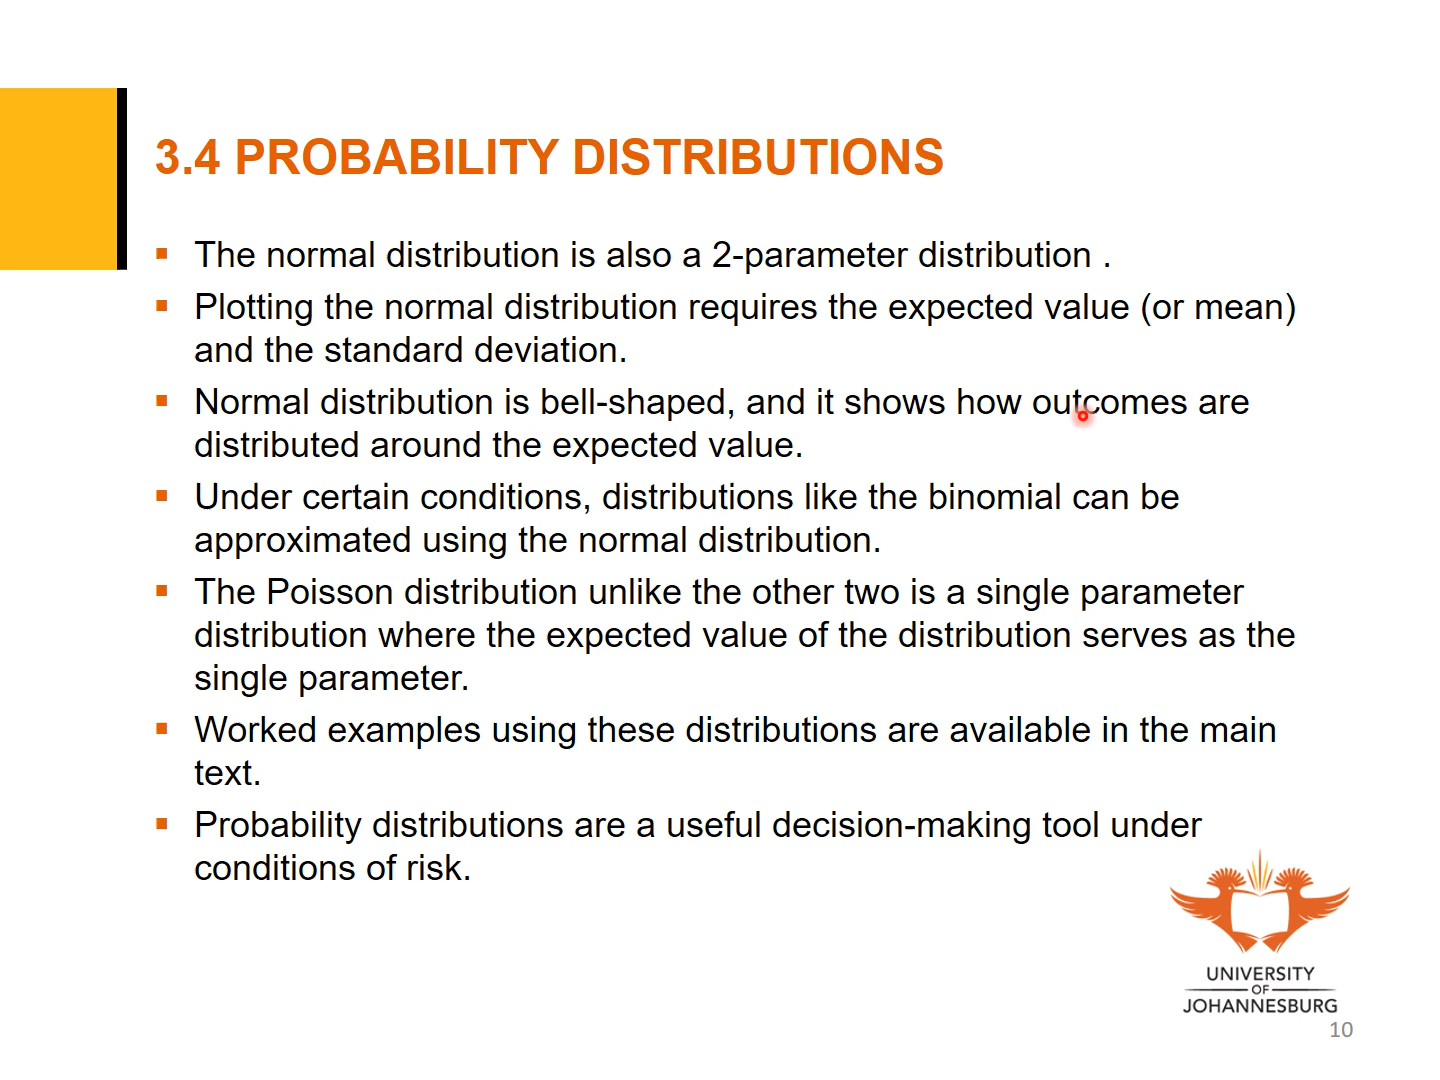 3.4 PROBABILITY DISTRIBUTIONS
The normal distribution is also a 2-parameter distribution .
Plotting the normal distribution requires the expected value (or mean)
and the standard deviation.
Normal distribution is bell-shaped, and it shows how outcomes are
distributed around the expected value.
Under certain conditions, distributions like the binomial can be
approximated using the normal distribution.
The Poisson distribution unlike the other two is a single parameter
distribution where the expected value of the distribution serves as the
single parameter.
Worked examples using these distributions are available in the main
text.
Probability distributions are a useful decision-making tool under
conditions of risk.
UNIVERSITY
OF
JOHANNESBURG
10